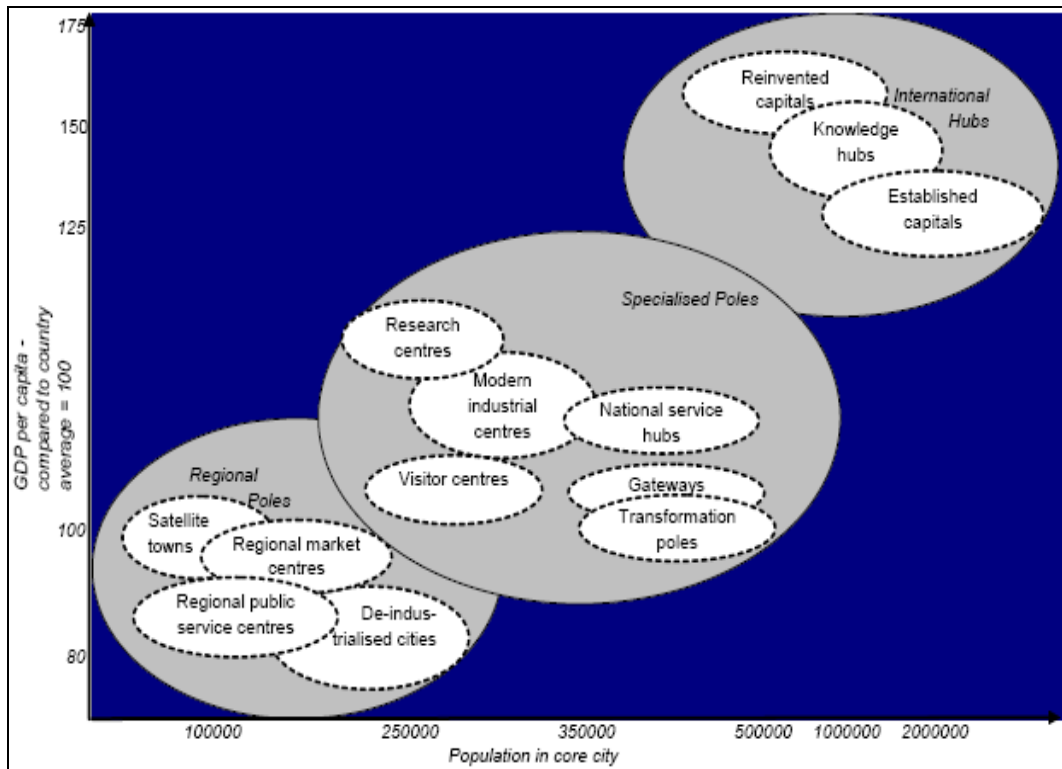 175
150
125
100
80
GDP per capita -
compared to country
average = 100
Reinvented
capitals
International
Hubs
Knowledge
hubs
Established
capitals
Specialised Poles
Research
centres
Modern
industrial
centres
National service
hubs
Visitor centres
Gateways
Transformation
poles
Regional
Poles
Satellite
towns
Regional market
centres
Regional public
service centres
De-indus-
trialised cities
100000
250000
350000
500000
1000000
2000000
Population in core city